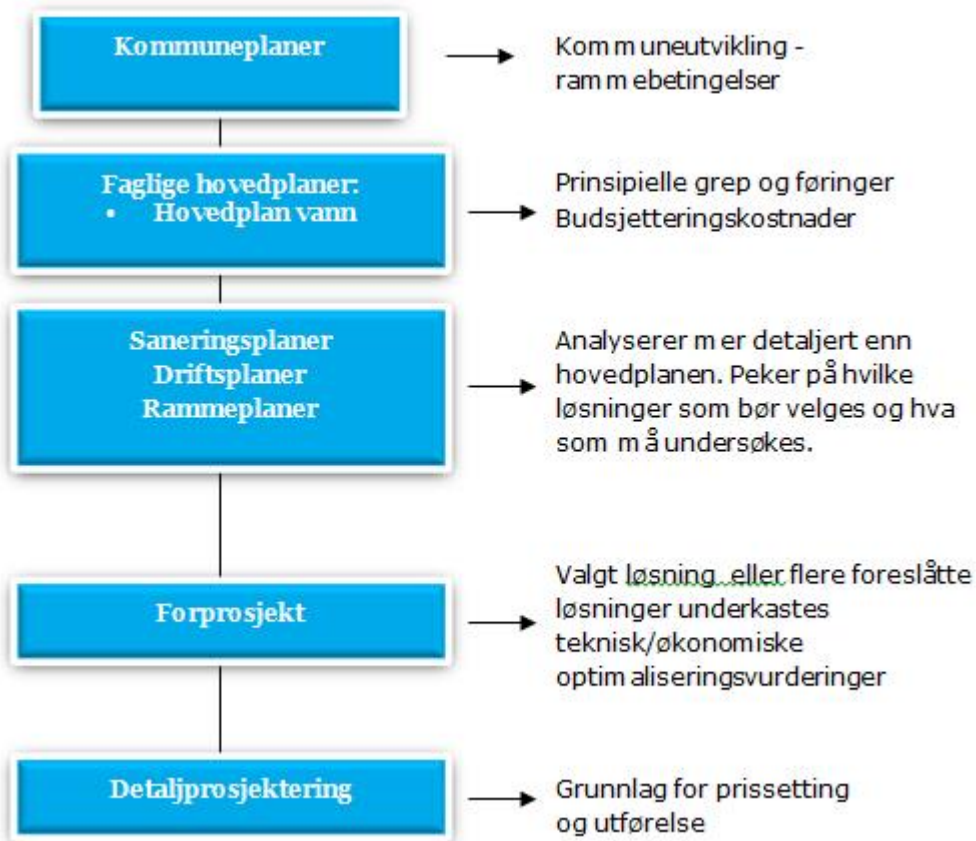 Kommuneplaner
Kommuneutvikling -
rammebetingelser
Faglige hovedplaner:
• Hovedplan vann
Prinsipielle grep og føringer
Budsjetteringskostnader
Saneringsplaner
Driftsplaner
Rammeplaner
Analyserer mer detaljert enn
hovedplanen. Peker på hvilke
løsninger som bør velges og hva
som må undersøkes.
Forprosjekt
Valgt løsning eller flere foreslåtte
løsninger underkastes
teknisk/økonomiske
optimaliseringsvurderinger
Detaljprosjektering
Grunnlag for prissetting
og utførelse